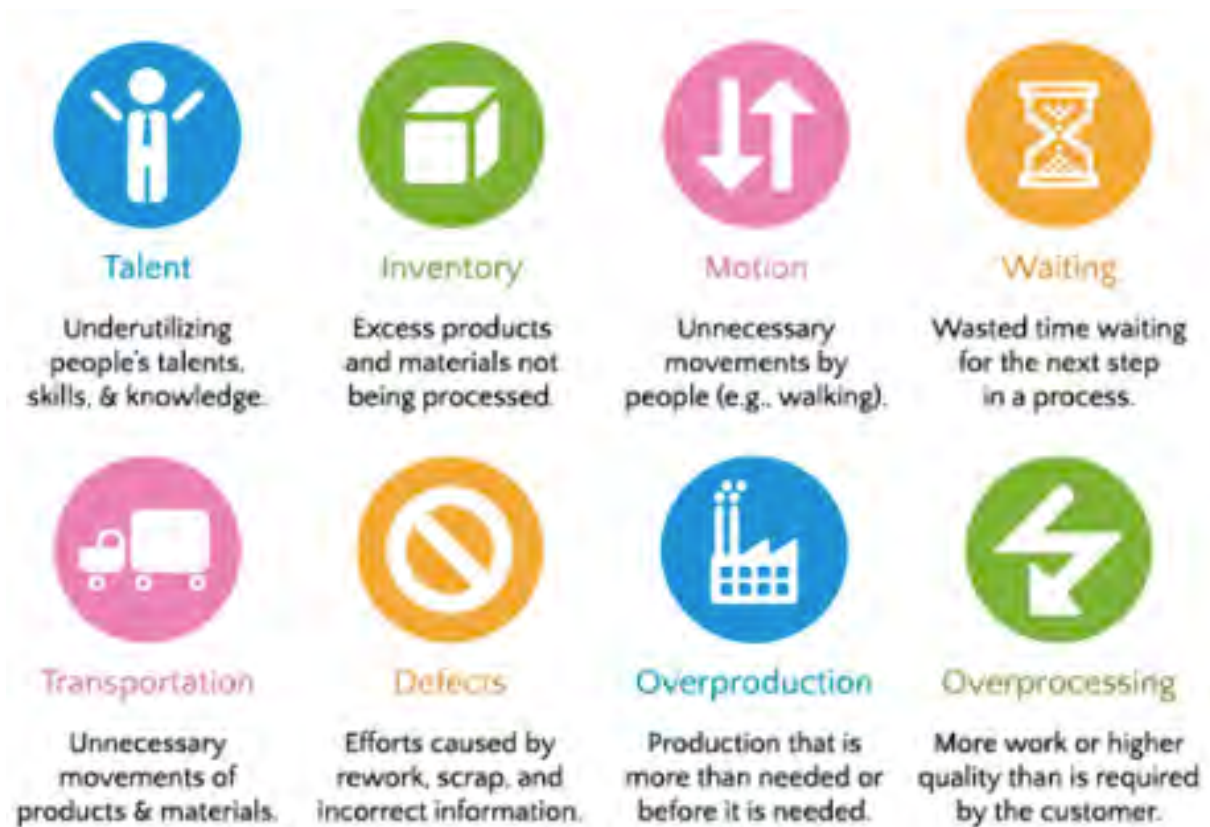 Talent
Underutilizing
people's talents,
skills, & knowledge.
Inventory
Excess products
and materials not
being processed.
Motion
Unnecessary
movements by
people (e.g., walking).
Waiting
Wasted time waiting
for the next step
in a process.
Transportation
Unnecessary
movements of
products & materials.
Defects
Efforts caused by
rework, scrap, and
incorrect information.
Overproduction
Production that is
more than needed or
before it is needed.
Overprocessing
More work or higher
quality than is required
by the customer.